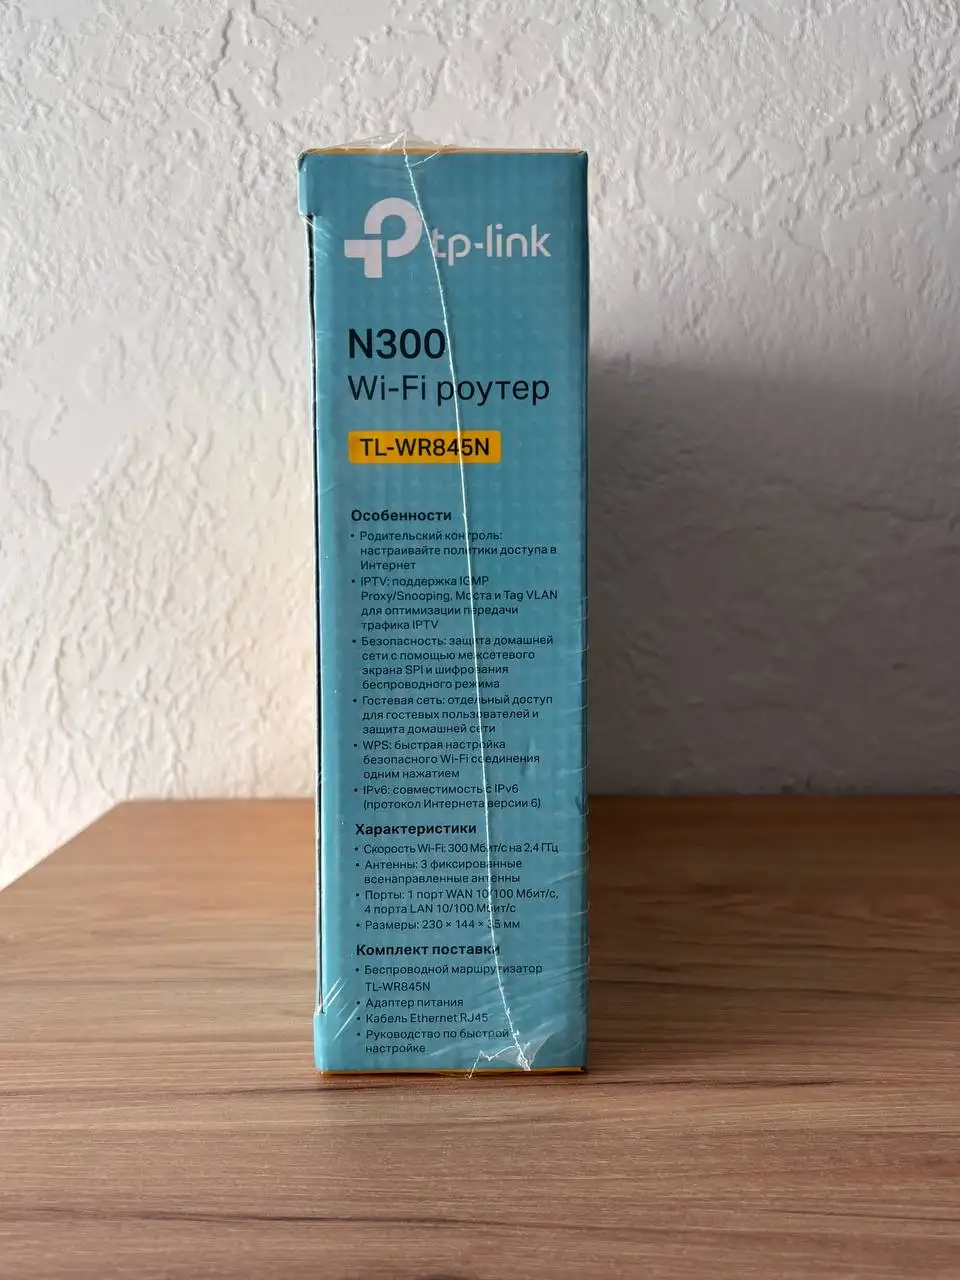 tp-link
N300
Wi-Fi роутер
TL-WR845N
Особенности
• Родительский контроль:
настраивайте политики доступа в
Интернет
• IPTV: поддержка IGMP
Proxy/Snooping, Моста и Tag VLAN
для оптимизации передачи
трафика IPTV
• Безопасность: защита домашней
сети с помощью межсетевого
экрана SPI и шифрования
беспроводного режима
• Гостевая сеть: отдельный доступ
для гостевых пользователей и
защита домашней сети
• WPS: быстрая настройка
безопасного Wi-Fi соединения
одним нажатием
• IPv6: совместимость с IPv6
(протокол Интернета версии 6)
Характеристики
• Скорость Wi-Fi: 300 Мбит/с на 2,4 ГГц
• Антенны: 3 фиксированные
всенаправленные антенны
• Порты: 1 порт WAN 10/100 Мбит/с,
4 порта LAN 10/100 Мбит/с
• Размеры: 230 × 144 × 35 мм
Комплект поставки
• Беспроводной маршрутизатор
TL-WR845N
• Адаптер питания
• Кабель Ethernet RJ45
• Руководство по быстрой
настройке